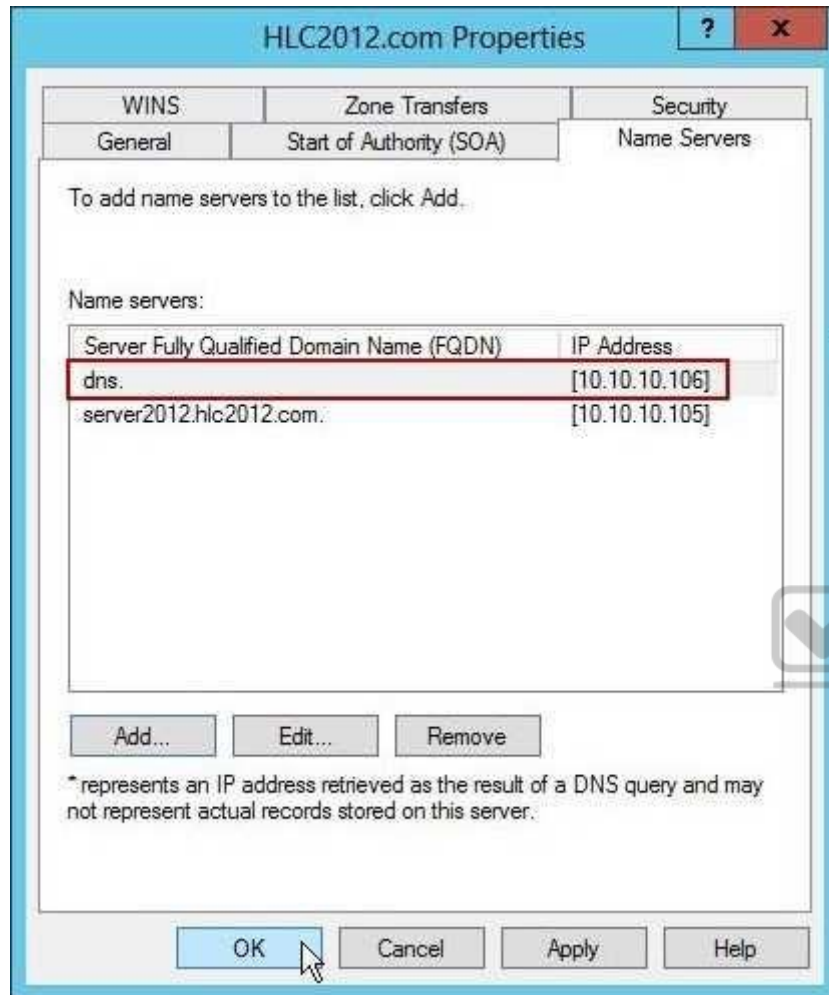 HLC2012.com Properties
?
x
WINS
Zone Transfers
Security
General
Start of Authority (SOA)
Name Servers
To add name servers to the list, click Add.
Name servers:
Server Fully Qualified Domain Name (FQDN)
IP Address
dns.
[10.10.10.106]
server2012.hlc2012.com.
[10.10.10.105]
Add...
Edit...
Remove
* represents an IP address retrieved as the result of a DNS query and may
not represent actual records stored on this server.
OK
Cancel
Apply
Help